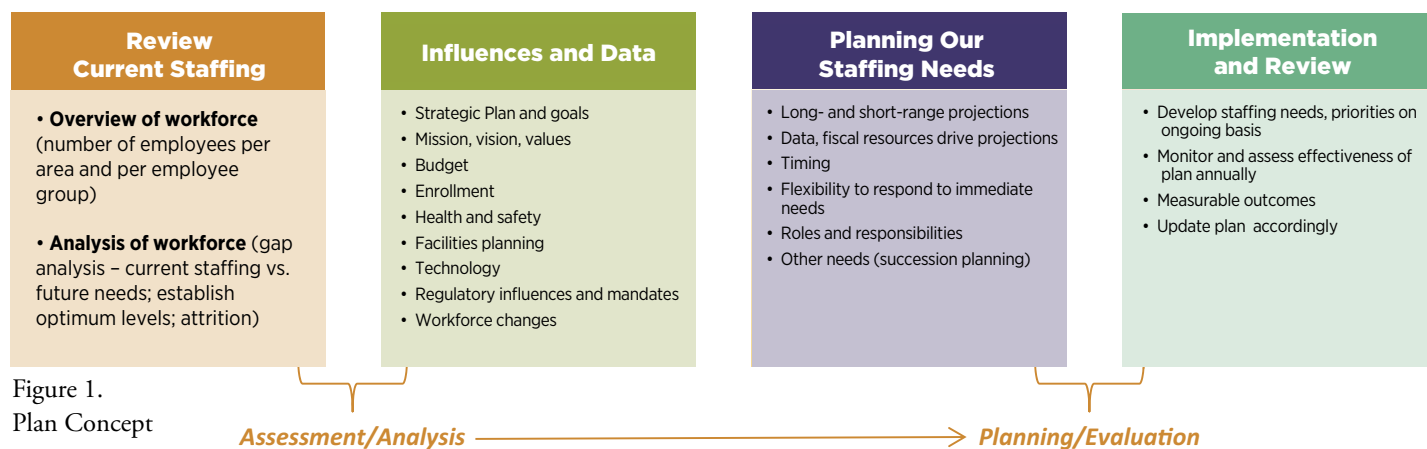 Review
Current Staffing
• Overview of workforce
(number of employees per
area and per employee
group)
• Analysis of workforce (gap
analysis – current staffing vs.
future needs; establish
optimum levels; attrition)
Influences and Data
• Strategic Plan and goals
• Mission, vision, values
• Budget
• Enrollment
• Health and safety
• Facilities planning
• Technology
• Regulatory influences and mandates
• Workforce changes
Planning Our
Staffing Needs
• Long- and short-range projections
• Data, fiscal resources drive projections
• Timing
• Flexibility to respond to immediate
needs
• Roles and responsibilities
• Other needs (succession planning)
Implementation
and Review
• Develop staffing needs, priorities on
ongoing basis
• Monitor and assess effectiveness of
plan annually
• Measurable outcomes
• Update plan accordingly
Figure 1.
Plan Concept
Assessment/Analysis
Planning/Evaluation